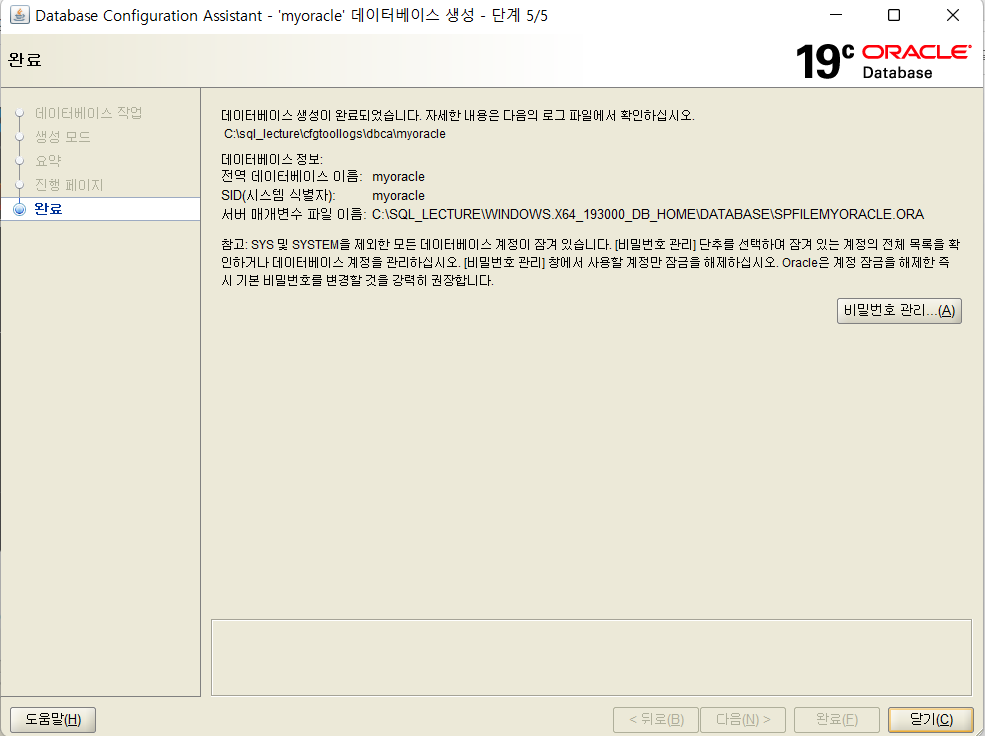 Database Configuration Assistant - 'myoracle' 데이터베이스 생성 - 단계 5/5
완료
19c ORACLE
Database
데이터베이스 작업
생성 모드
요약
진행 페이지
완료
데이터베이스 생성이 완료되었습니다. 자세한 내용은 다음의 로그 파일에서 확인하십시오.
C:\sql_lecture\cfgtoollogs\dbca\myoracle
데이터베이스 정보:
전역 데이터베이스 이름: myoracle
SID(시스템 식별자): myoracle
서버 매개변수 파일 이름: C:\SQL_LECTURE\WINDOWS.X64_193000_DB_HOME\DATABASE\SPFILEMYORACLE.ORA
참고: SYS 및 SYSTEM을 제외한 모든 데이터베이스 계정이 잠겨 있습니다. [비밀번호 관리] 단추를 선택하여 잠겨 있는 계정의 전체 목록을 확
인하거나 데이터베이스 계정을 관리하십시오. [비밀번호 관리] 창에서 사용할 계정만 잠금을 해제하십시오. Oracle은 계정 잠금을 해제한 즉
시 기본 비밀번호를 변경할 것을 강력히 권장합니다.
비밀번호 관리...(A)
도움말(H)
< 뒤로(B)
다음(N) >
완료(F)
닫기(C)